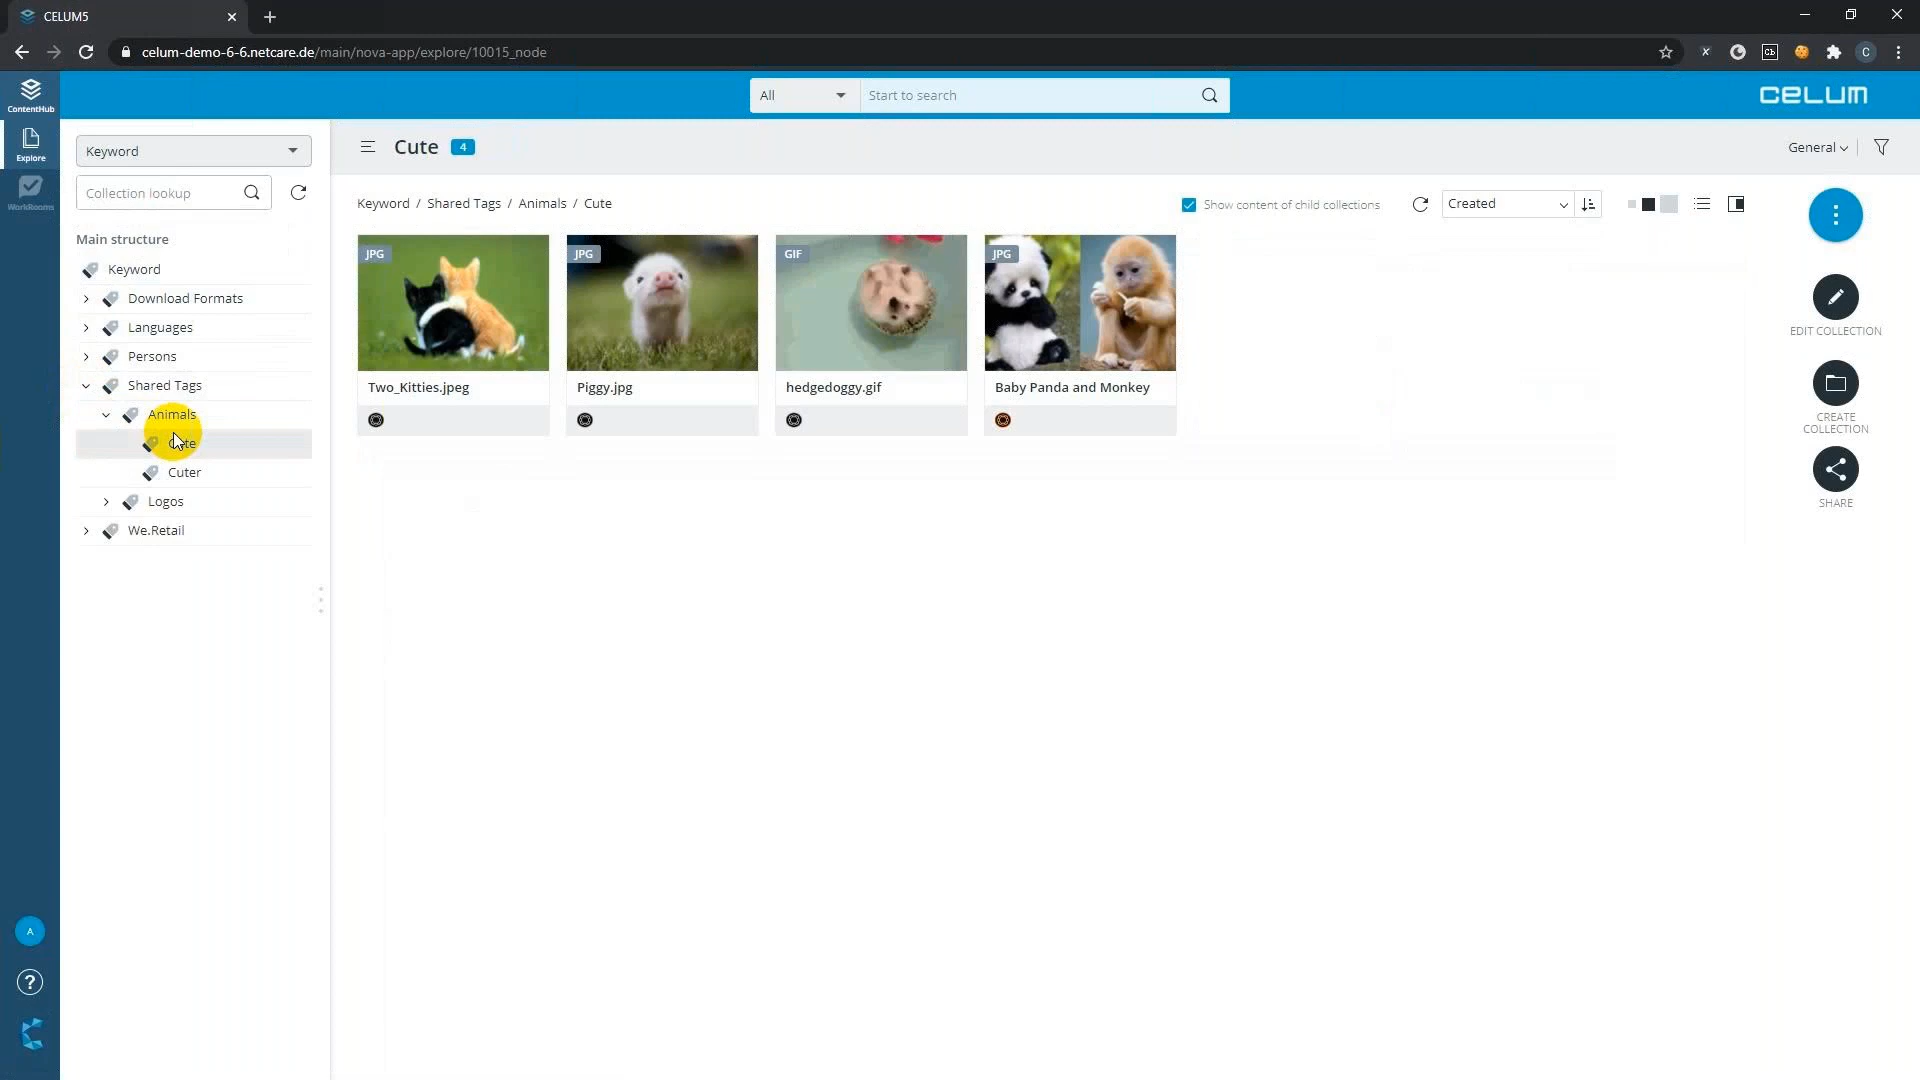 CELUM5
celum-demo-6-6.netcare.de/main/nova-app/explore/10015_node
C
ContentHub
All
Start to search
CELUM
Explore
WorkRooms
Keyword
Collection lookup
Main structure
Keyword
Download Formats
Languages
Persons
Shared Tags
Animals
Cute
Cuter
Logos
We.Retail
Cute 4
General
Keyword / Shared Tags / Animals / Cute
Show content of child collections
Created
JPG
Two_Kitties.jpeg
JPG
Piggy.jpg
GIF
hedgedoggy.gif
JPG
Baby Panda and Monkey
EDIT COLLECTION
CREATE
COLLECTION
SHARE
A
?